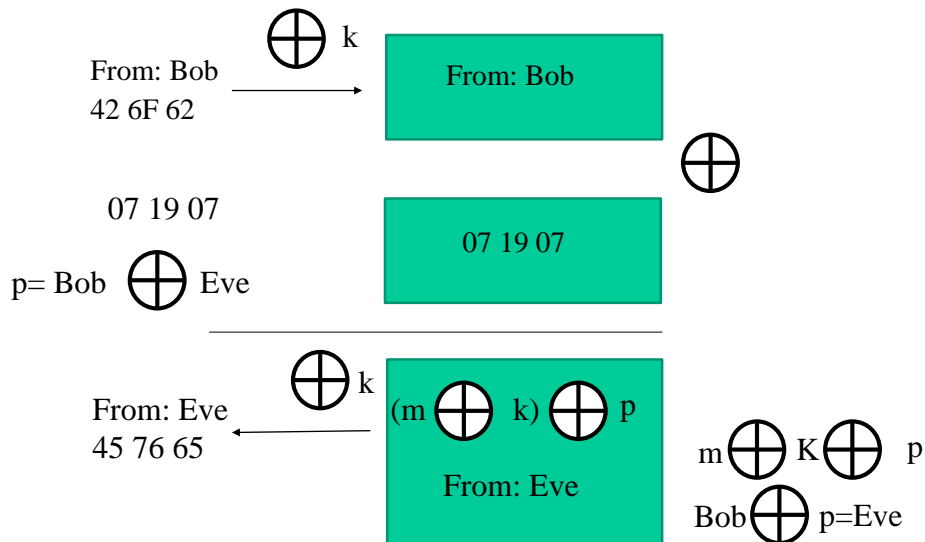 ⊕ k
From: Bob
42 6F 62
From: Bob
⊕
07 19 07
07 19 07
p= Bob ⊕ Eve
⊕ k
(m ⊕ k) ⊕ p
From: Eve
45 76 65
From: Eve
m ⊕ K ⊕ p
Bob ⊕ p=Eve